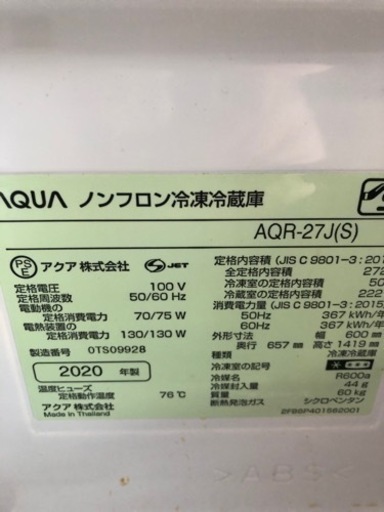 AQUA ノンフロン冷凍冷蔵庫
AQR-27J(S)
PS
E
アクア 株式会社
S JET
定格電圧 100 V
定格周波数 50/60 Hz
電動機の
定格消費電力 70/75 W
電熱装置の
定格消費電力 130/130 W
製造番号 0TS09928
2020 年製
温度ヒューズ
定格動作温度 76℃
アクア 株式会社
Made in Thailand
定格内容積 (JIS C 9801-3 : 201
全定格内容積 272
冷凍室の定格内容積 50
冷蔵室の定格内容積 222
消費電力量 (JIS C 9801-3 : 2015)
50Hz 367 kWh/年
60Hz 367 kWh/年
外形寸法 幅 600 m
奥行 657 mm 高さ 1419 mm
種類 冷凍冷蔵庫
冷凍室の記号
冷媒名 R600a
冷媒封入量 44 g
質量 60 kg
断熱発泡ガス シクロペンタン
>ABS<